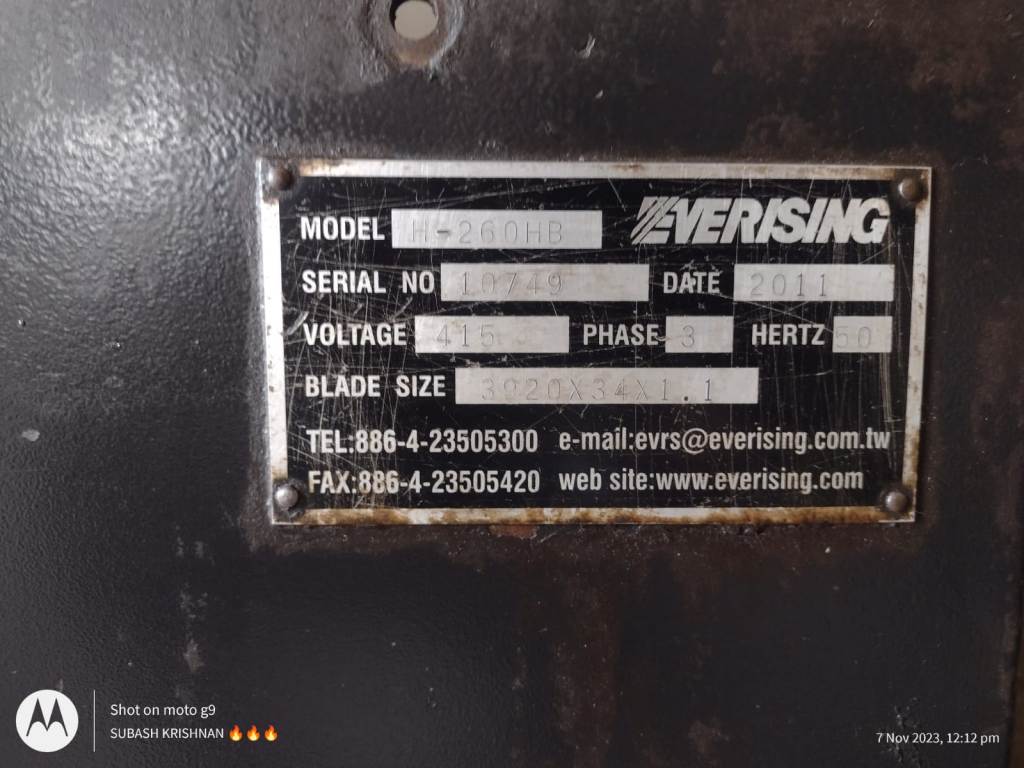 MODEL H-260HB EVERISING
SERIAL NO 10749 DATE 2011
VOLTAGE 415 PHASE 3 HERTZ 50
BLADE SIZE 3920X34X1.1
TEL:886-4-23505300 e-mail:evrs@everising.com.tw
FAX:886-4-23505420 web site:www.everising.com
Shot on moto g9
SUBASH KRISHNAN 🔥🔥🔥
7 Nov 2023, 12:12 pm